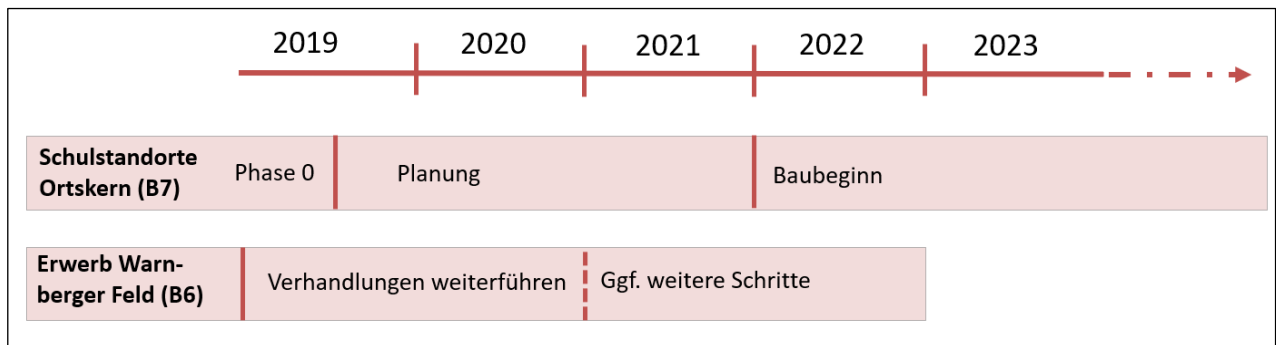 2019 2020 2021 2022 2023
Schulstandorte
Ortskern (B7)
Phase 0
Planung
Baubeginn
Erwerb Warn-
berger Feld (B6)
Verhandlungen weiterführen
Ggf. weitere Schritte